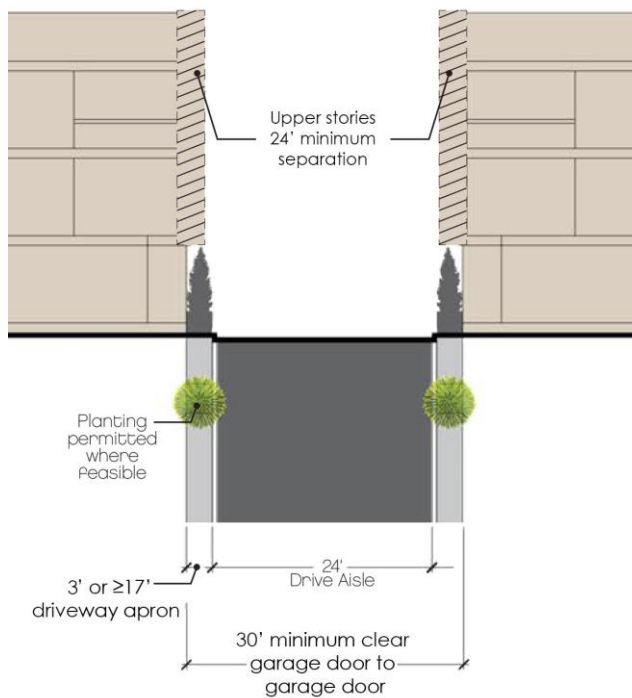 Upper stories
24’ minimum
separation
Planting
permitted
where
feasible
24'
Drive Aisle
3’ or ≥17’
driveway apron
30’ minimum clear
garage door to
garage door